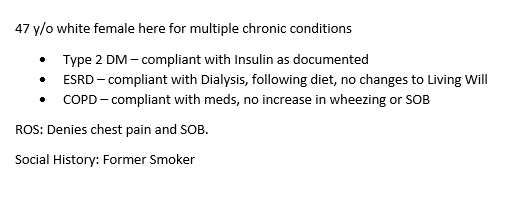 47 y/o white female here for multiple chronic conditions
• Type 2 DM – compliant with Insulin as documented
• ESRD – compliant with Dialysis, following diet, no changes to Living Will
• COPD – compliant with meds, no increase in wheezing or SOB
ROS: Denies chest pain and SOB.
Social History: Former Smoker